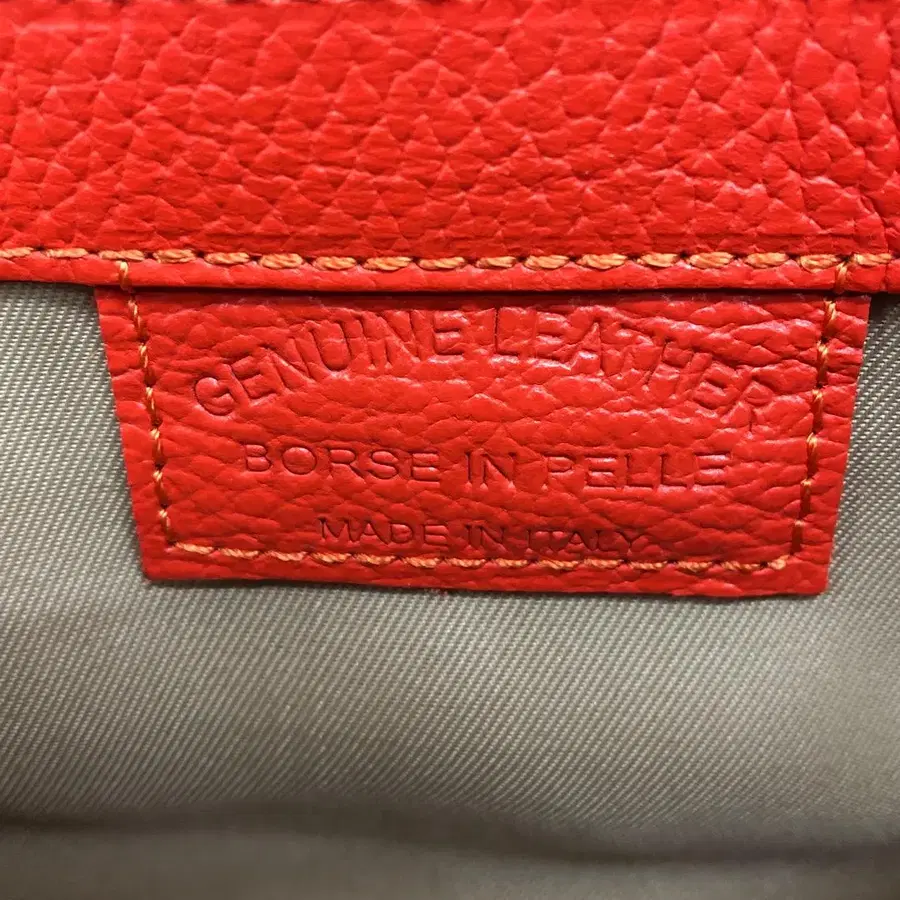 GENUINE LEATHER
BORSE IN PELLE
MADE IN ITALY